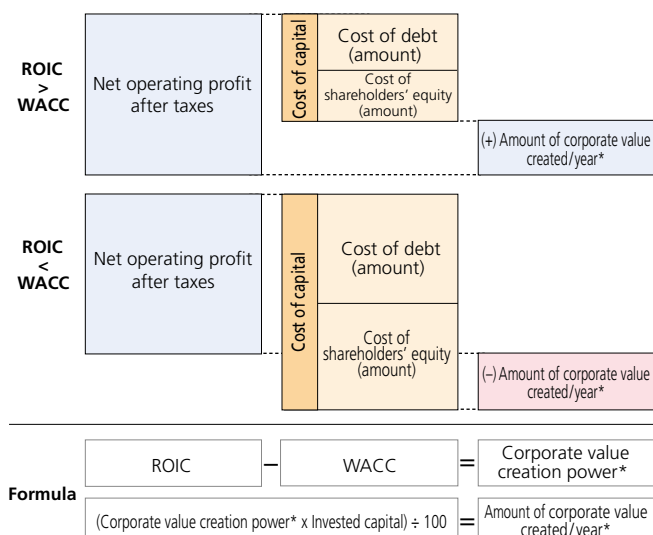 ROIC
>
WACC
Net operating profit
after taxes
Cost of capital
Cost of debt
(amount)
Cost of
shareholders' equity
(amount)
(+) Amount of corporate value
created/year*
ROIC
<
WACC
Net operating profit
after taxes
Cost of capital
Cost of debt
(amount)
Cost of
shareholders' equity
(amount)
(−) Amount of corporate value
created/year*
Formula
ROIC − WACC = Corporate value
creation power*
(Corporate value creation power* x Invested capital) ÷ 100 = Amount of corporate value
created/year*